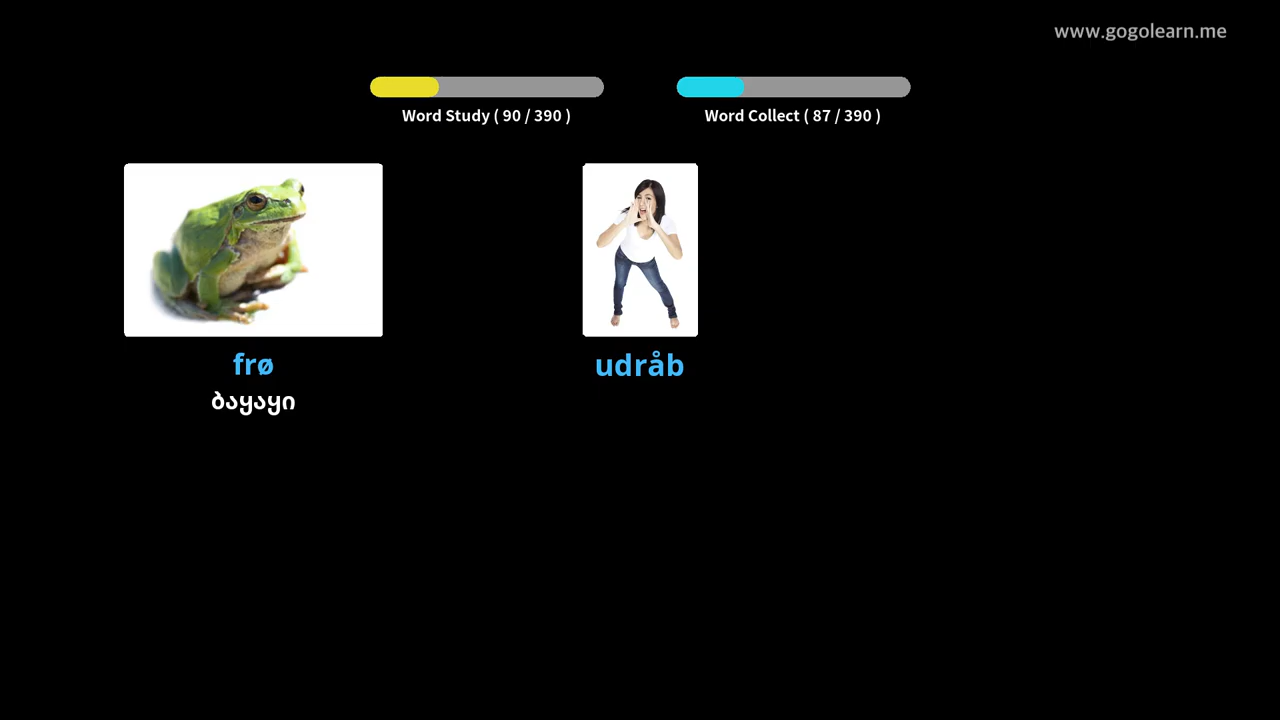 www.gogolearn.me
Word Study ( 90 / 390 )
Word Collect ( 87 / 390 )
frø
ბაყაყი
udråb